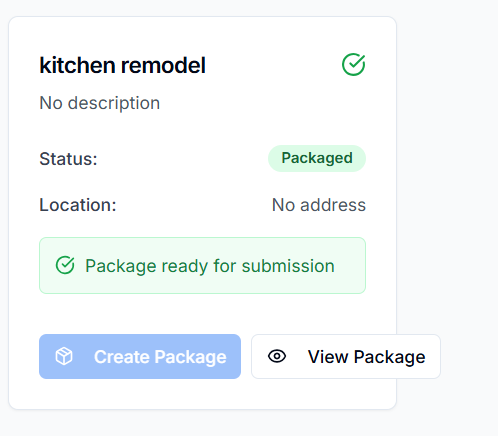 kitchen remodel
No description
Status: Packaged
Location: No address
Package ready for submission
Create Package View Package